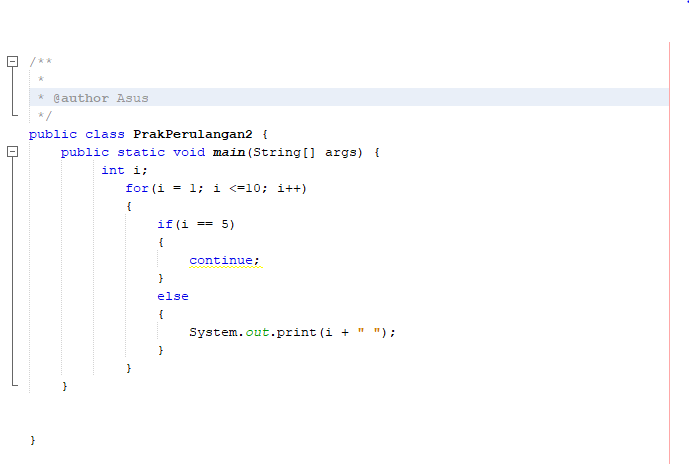 /**
*
* @author Asus
*/
public class PrakPerulangan2 {
public static void main(String[] args) {
int i;
for(i = 1; i <=10; i++)
{
if(i == 5)
{
continue;
}
else
{
System.out.print(i + " ");
}
}
}
}